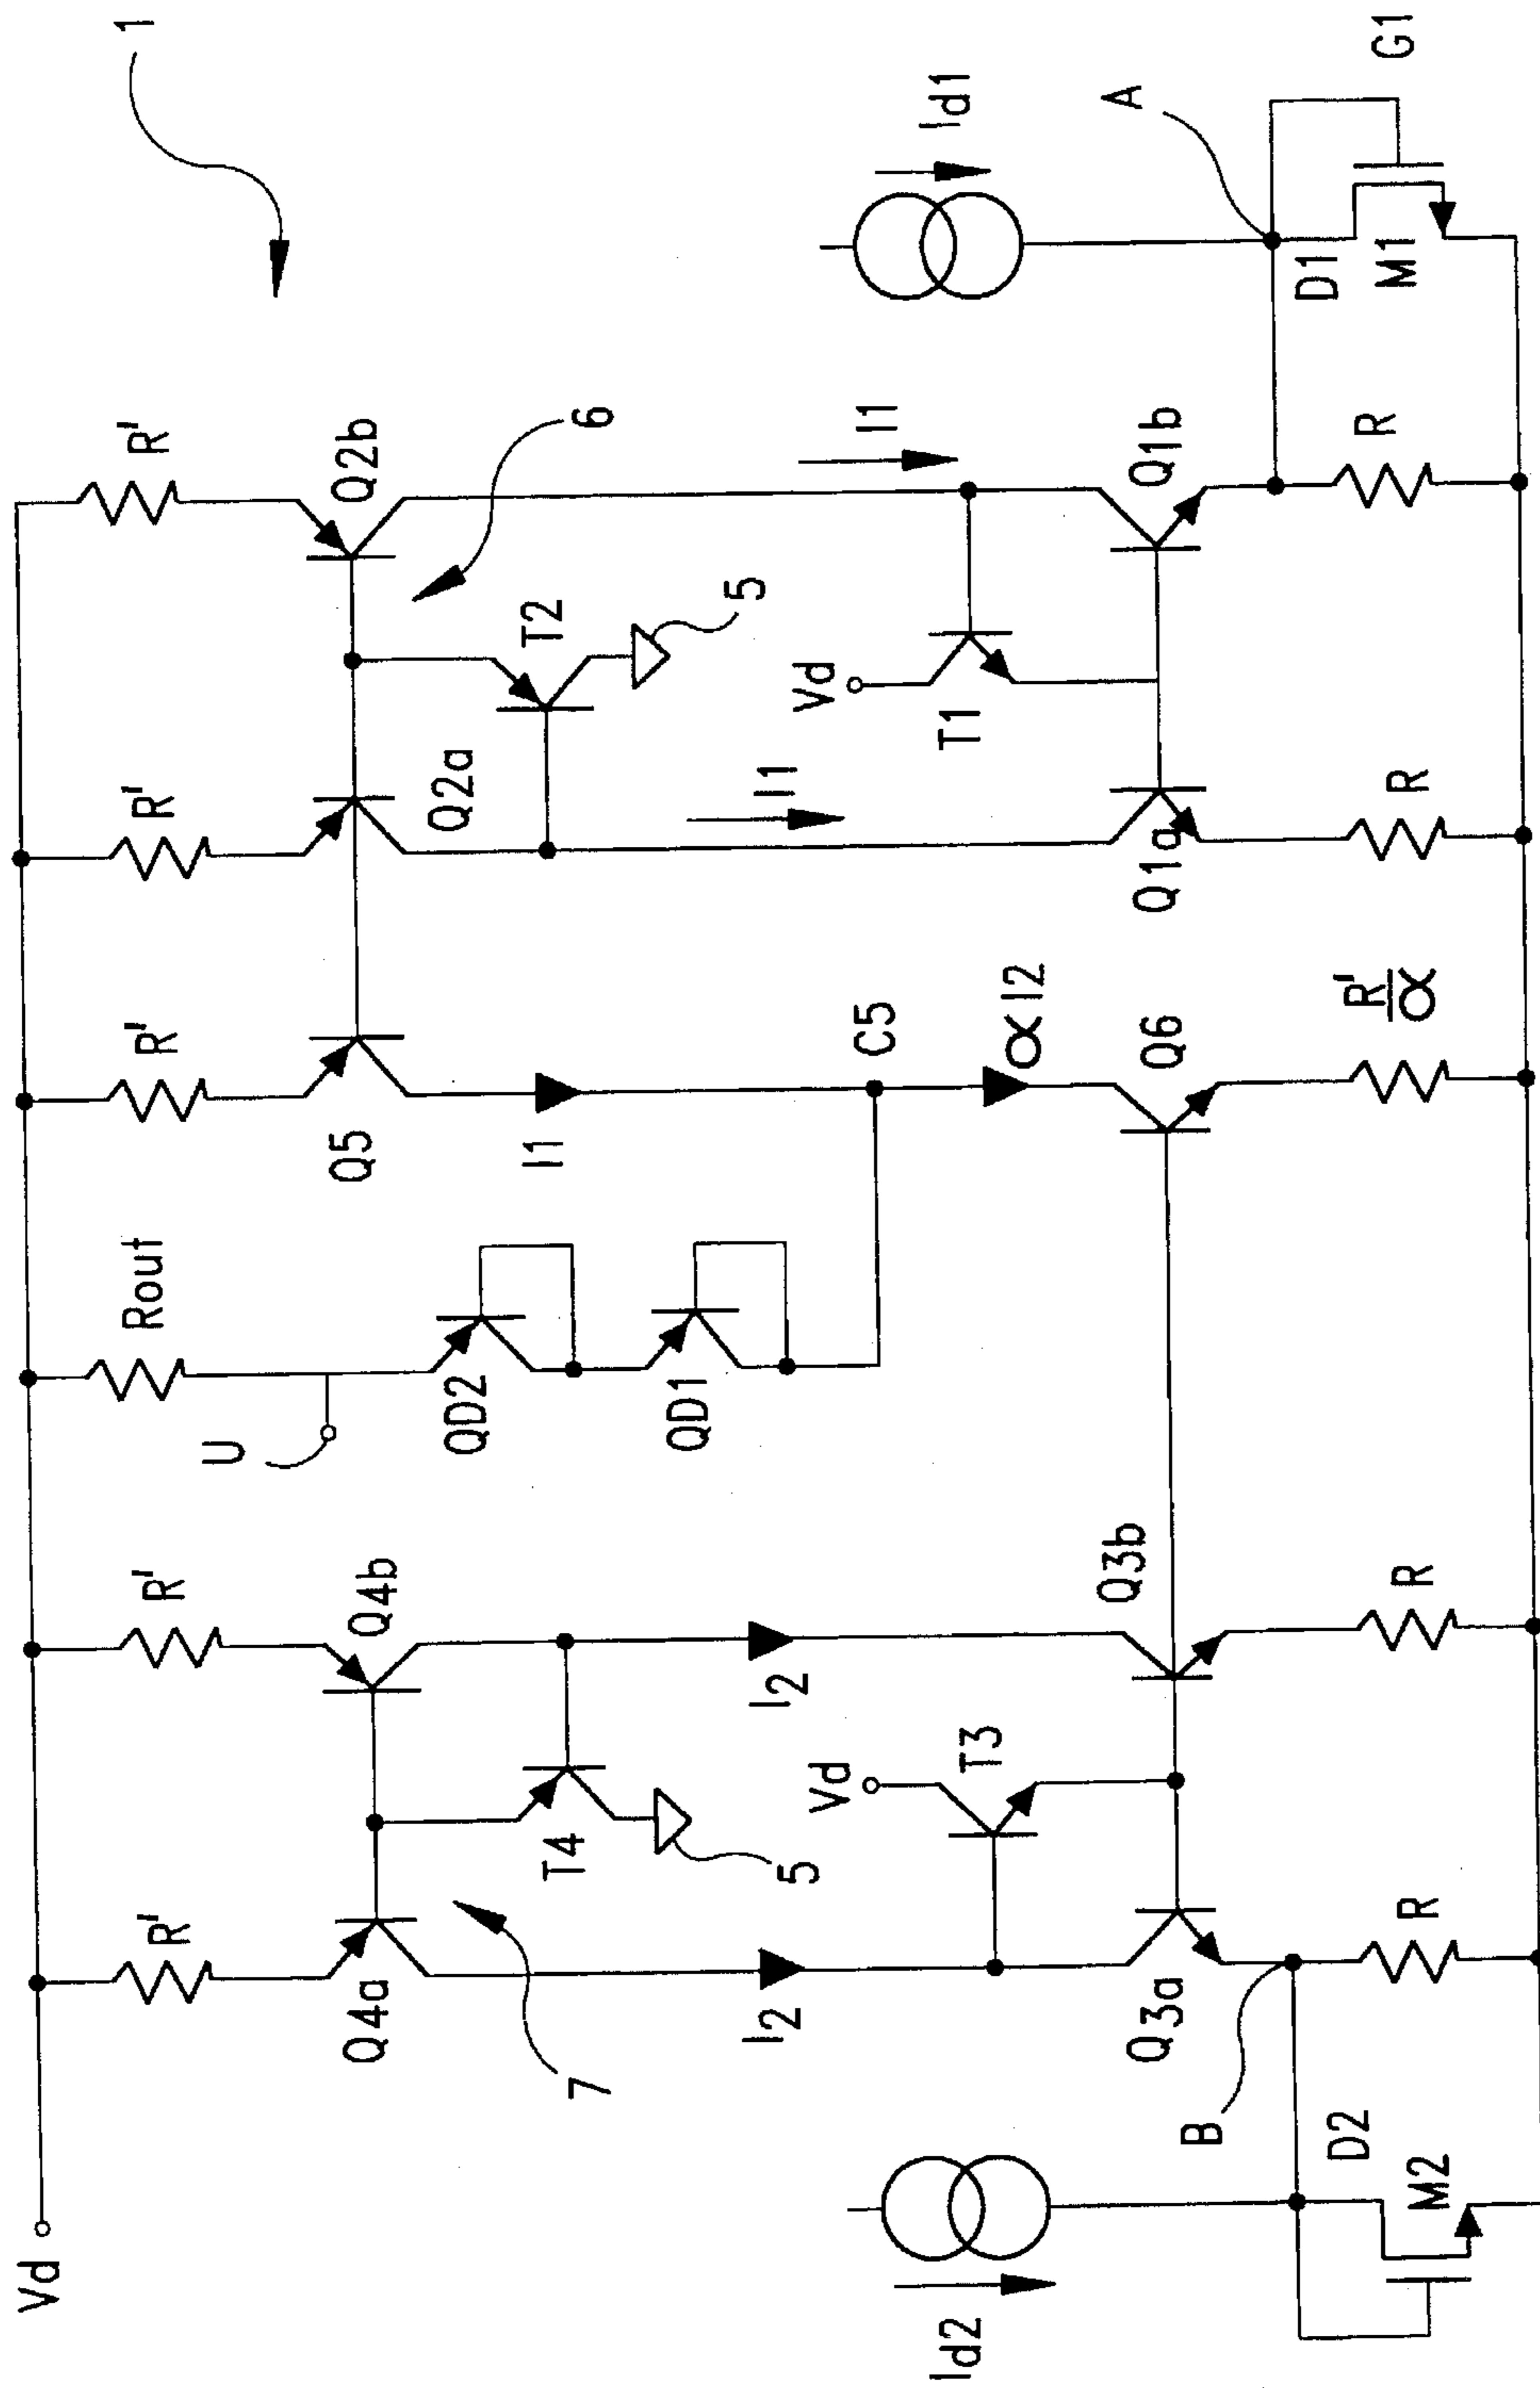 1
Vd
R'
R'
Rout
R'
R'
R'
Q4a
Q4b
U
Q5
Q2b
7
T4
QD2
Q2a
T2
6
5
QD1
I1
5
I2
I2
Vd
I1
Vd
I1
Id1
Id2
T3
C5
T1
αI2
A
B
Q3a
Q3b
Q6
Q1a
Q1b
D2
M2
R
R
R'/α
R
R
D1
M1
G1